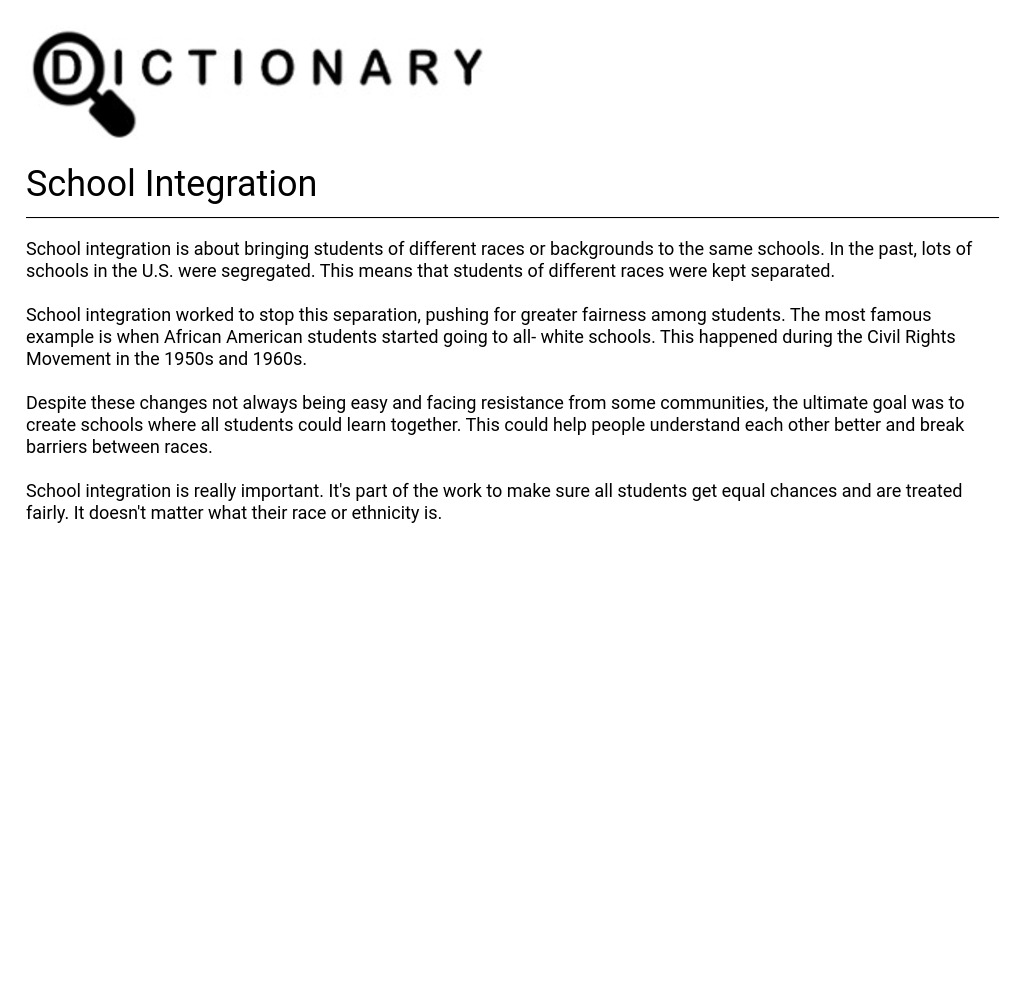 DICTIONARY
School Integration
School integration is about bringing students of different races or backgrounds to the same schools. In the past, lots of
schools in the U.S. were segregated. This means that students of different races were kept separated.
School integration worked to stop this separation, pushing for greater fairness among students. The most famous
example is when African American students started going to all- white schools. This happened during the Civil Rights
Movement in the 1950s and 1960s.
Despite these changes not always being easy and facing resistance from some communities, the ultimate goal was to
create schools where all students could learn together. This could help people understand each other better and break
barriers between races.
School integration is really important. It's part of the work to make sure all students get equal chances and are treated
fairly. It doesn't matter what their race or ethnicity is.